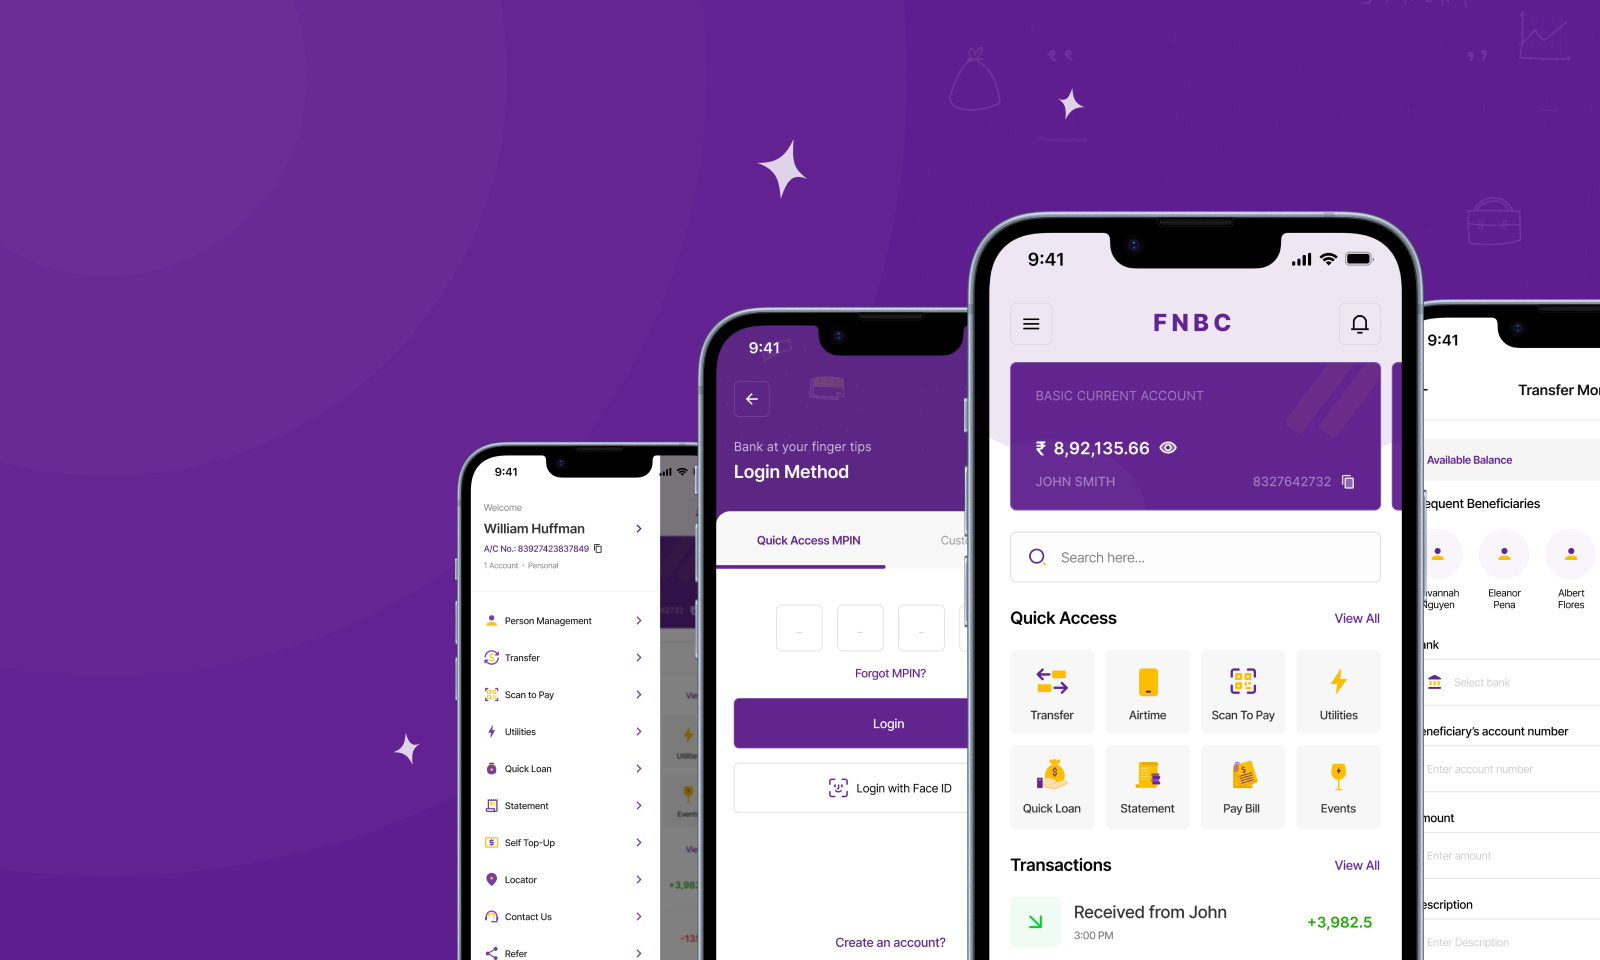 9:41
Welcome
William Huffman
A/C No.: 83927423837849
1 Account • Personal
Person Management
Transfer
Scan to Pay
Utilities
Quick Loan
Statement
Self Top-Up
Locator
Contact Us
Refer
9:41
Bank at your finger tips
Login Method
Quick Access MPIN
Forgot MPIN?
Login
Login with Face ID
Create an account?
9:41
FNBC
BASIC CURRENT ACCOUNT
₹ 8,92,135.66
JOHN SMITH
8327642732
Search here...
Quick Access
View All
Transfer
Airtime
Scan To Pay
Utilities
Quick Loan
Statement
Pay Bill
Events
Transactions
View All
Received from John
3:00 PM
+3,982.5
9:41
Transfer Mo
Available Balance
equent Beneficiaries
vannah
Nguyen
Eleanor
Pena
Albert
Flores
nk
Select bank
neficiary's account number
Enter account number
mount
Enter amount
escription
Enter Description